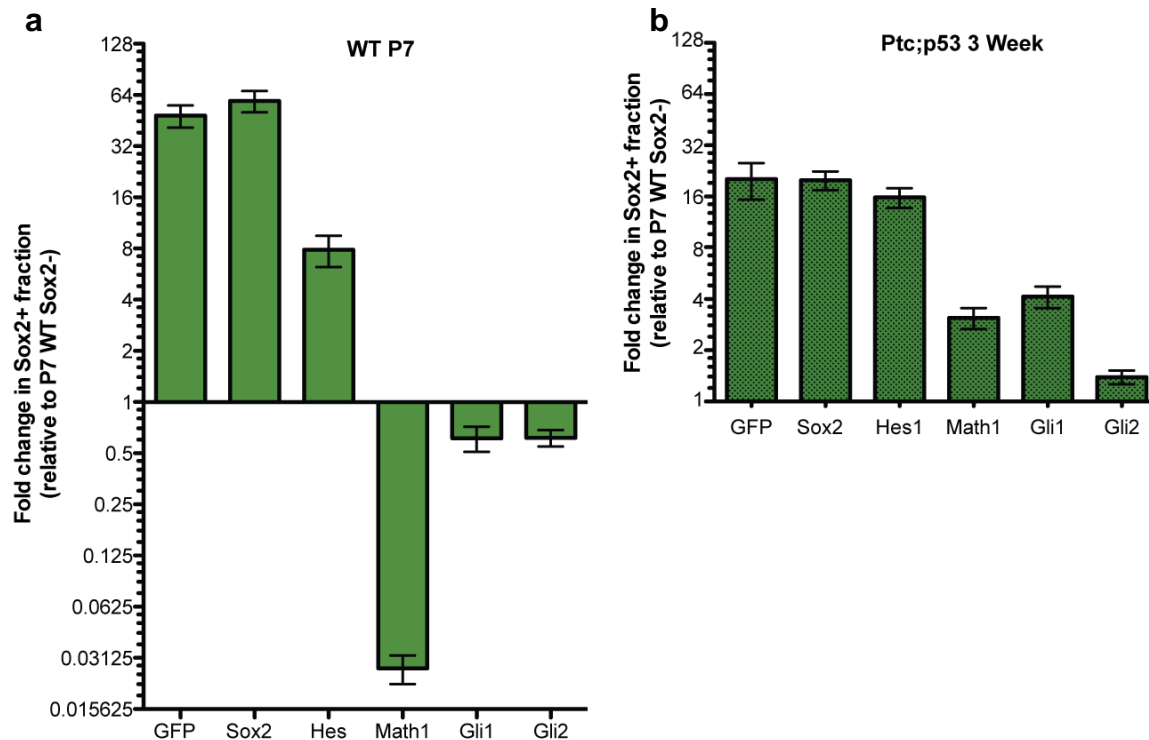 a
WT P7
Fold change in Sox2+ fraction
(relative to P7 WT Sox2-)
128
64
32
16
8
4
2
1
0.5
0.25
0.125
0.0625
0.03125
0.015625
GFP Sox2 Hes Math1 Gli1 Gli2
b
Ptc;p53 3 Week
Fold change in Sox2+ fraction
(relative to P7 WT Sox2-)
128
64
32
16
8
4
2
1
GFP Sox2 Hes1 Math1 Gli1 Gli2